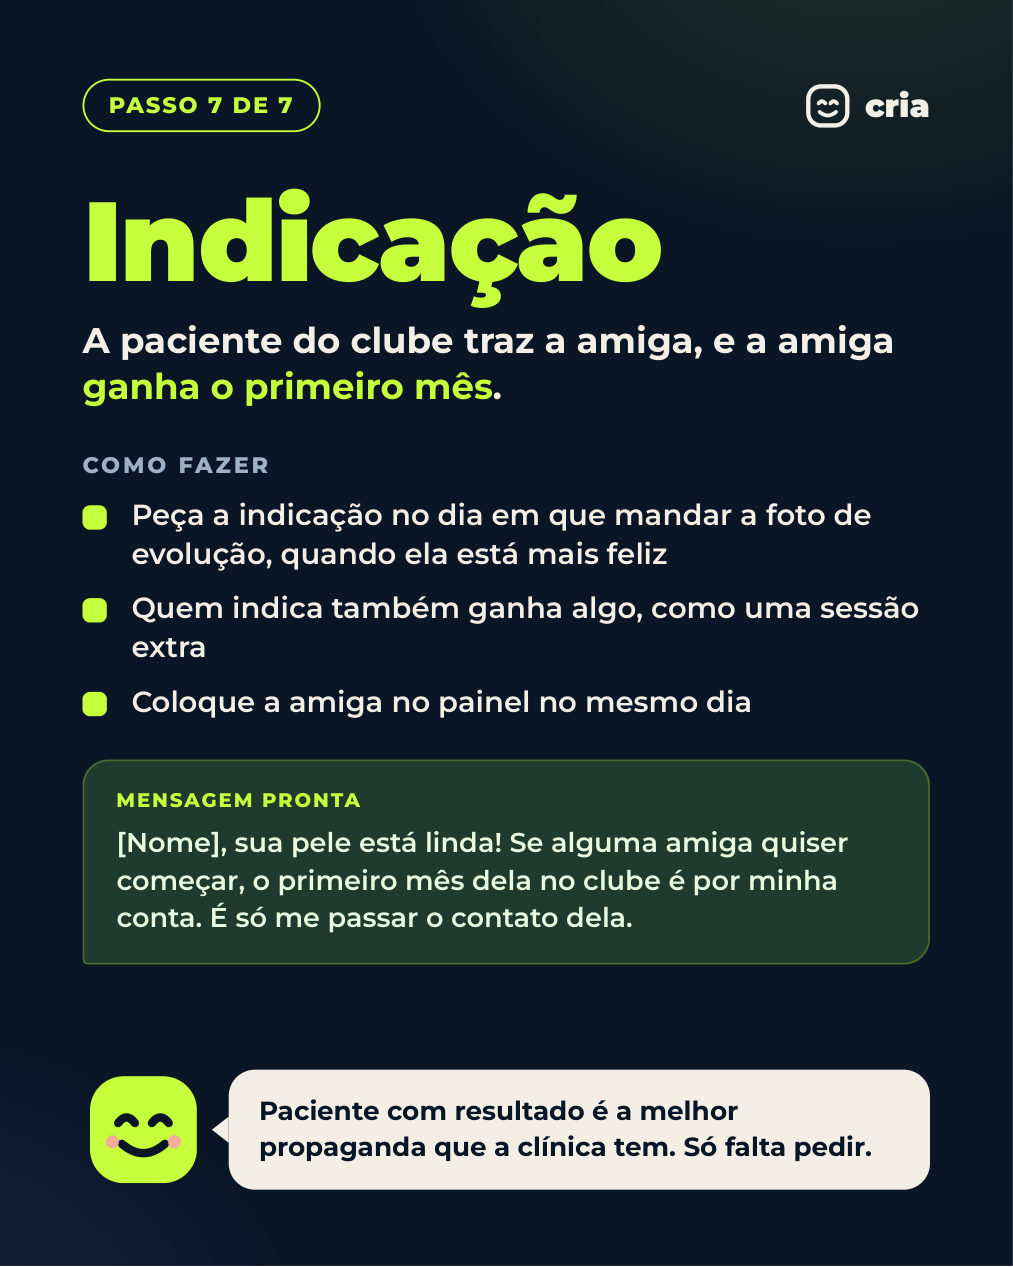 PASSO 7 DE 7
cria
Indicação
A paciente do clube traz a amiga, e a amiga
ganha o primeiro mês.
COMO FAZER
Peça a indicação no dia em que mandar a foto de
evolução, quando ela está mais feliz
Quem indica também ganha algo, como uma sessão
extra
Coloque a amiga no painel no mesmo dia
MENSAGEM PRONTA
[Nome], sua pele está linda! Se alguma amiga quiser
começar, o primeiro mês dela no clube é por minha
conta. É só me passar o contato dela.
Paciente com resultado é a melhor
propaganda que a clínica tem. Só falta pedir.